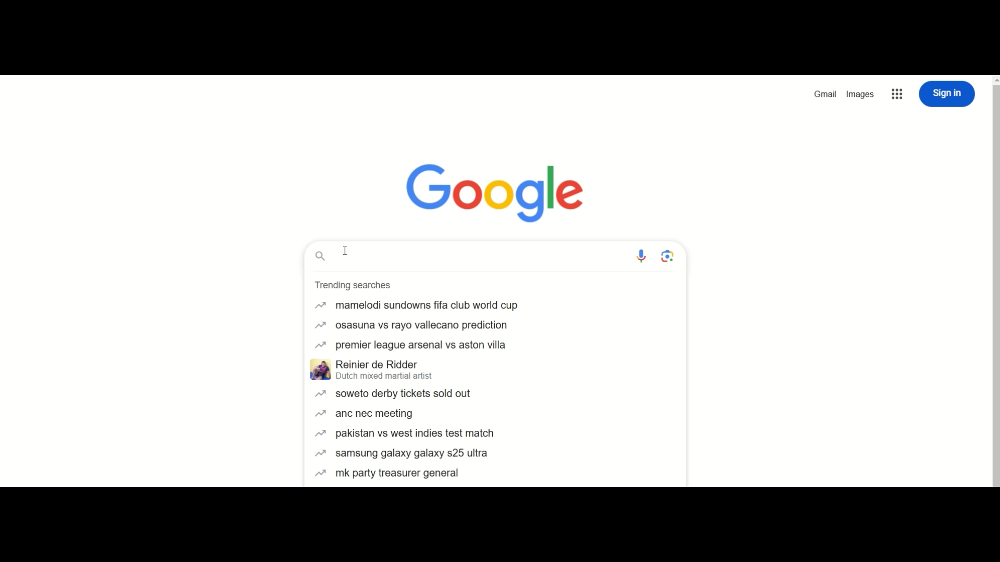 Gmail Images Sign in
Google
Trending searches
mamelodi sundowns fifa club world cup
osasuna vs rayo vallecano prediction
premier league arsenal vs aston villa
Reinier de Ridder
Dutch mixed martial artist
soweto derby tickets sold out
anc nec meeting
pakistan vs west indies test match
samsung galaxy galaxy s25 ultra
mk party treasurer general